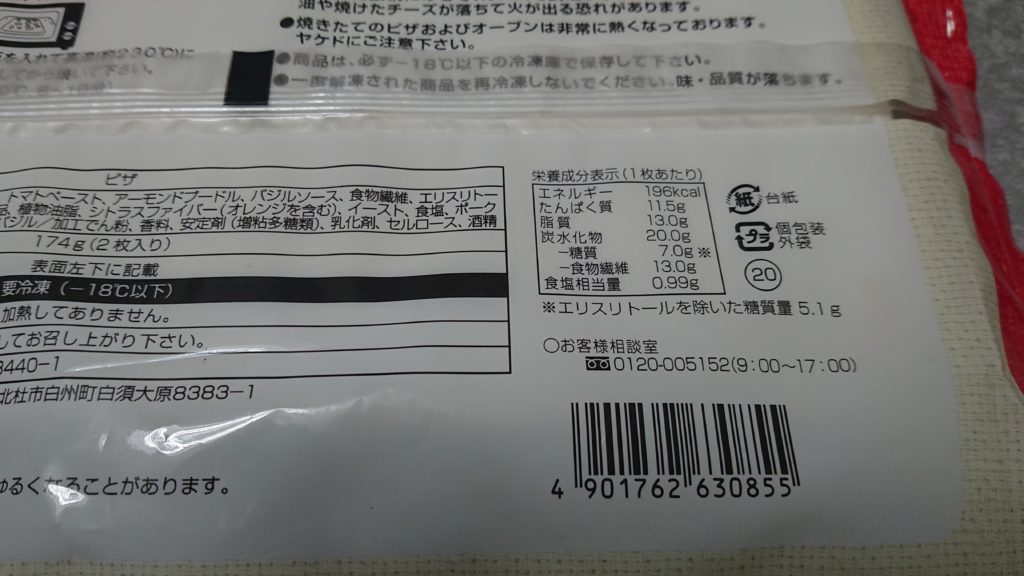 油や焼けたチーズが落ちて火が出る恐れがあります。
●焼きたてのピザおよびオーブンは非常に熱くなっております。
ヤケドにご注意下さい。
を入れて高温(約230℃)に
●商品は、必ず−18℃以下の冷凍庫で保存して下さい。
●一度解凍された商品を再冷凍しないでください。味・品質が落ちます。
ピザ
トマトペースト、アーモンドプードル、バジルソース、食物繊維、エリスリトー
植物油脂、シトラスファイバー(オレンジを含む)、イースト、食塩、ポーク
バジル/加工でん粉、香料、安定剤(増粘多糖類)、乳化剤、セルロース、酒精
174g(2枚入り)
表面左下に記載
要冷凍(−18℃以下)
加熱してありません。
してお召し上がり下さい。
3440-1
北杜市白州町白須大原8383−1
ゆるくなることがあります。
栄養成分表示(1枚あたり)
エネルギー 196kcal
たんぱく質 11.5g
脂質 13.0g
炭水化物 20.0g
−糖質 7.0g※
−食物繊維 13.0g
食塩相当量 0.99g
※エリスリトールを除いた糖質量 5.1g
紙 台紙
プラ 個包装
外袋
20
○お客様相談室
0120-005152(9:00〜17:00)
4 901762 630855